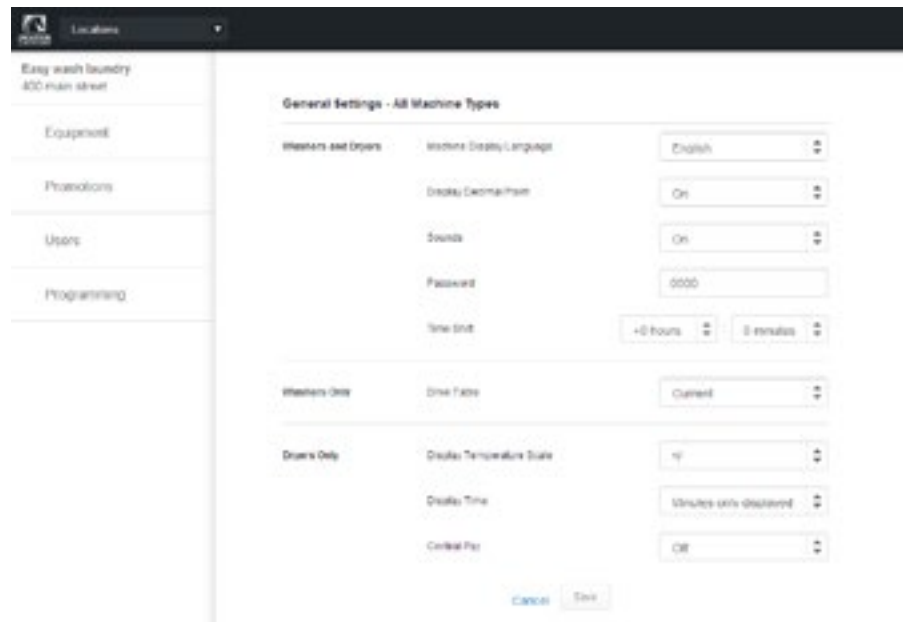 Locations
Easy wash laundry
400 main street
Equipment
Promotions
Users
Programming
General Settings - All Machine Types
Washers and Dryers
Machine Display Language
English
Display Decimal Point
On
Sounds
On
Password
0000
Time Shift
+0 hours
0 minutes
Washers Only
Drive Table
Current
Dryers Only
Display Temperature Scale
°F
Display Time
Minutes only displayed
Central Pay
Off
Cancel
Save